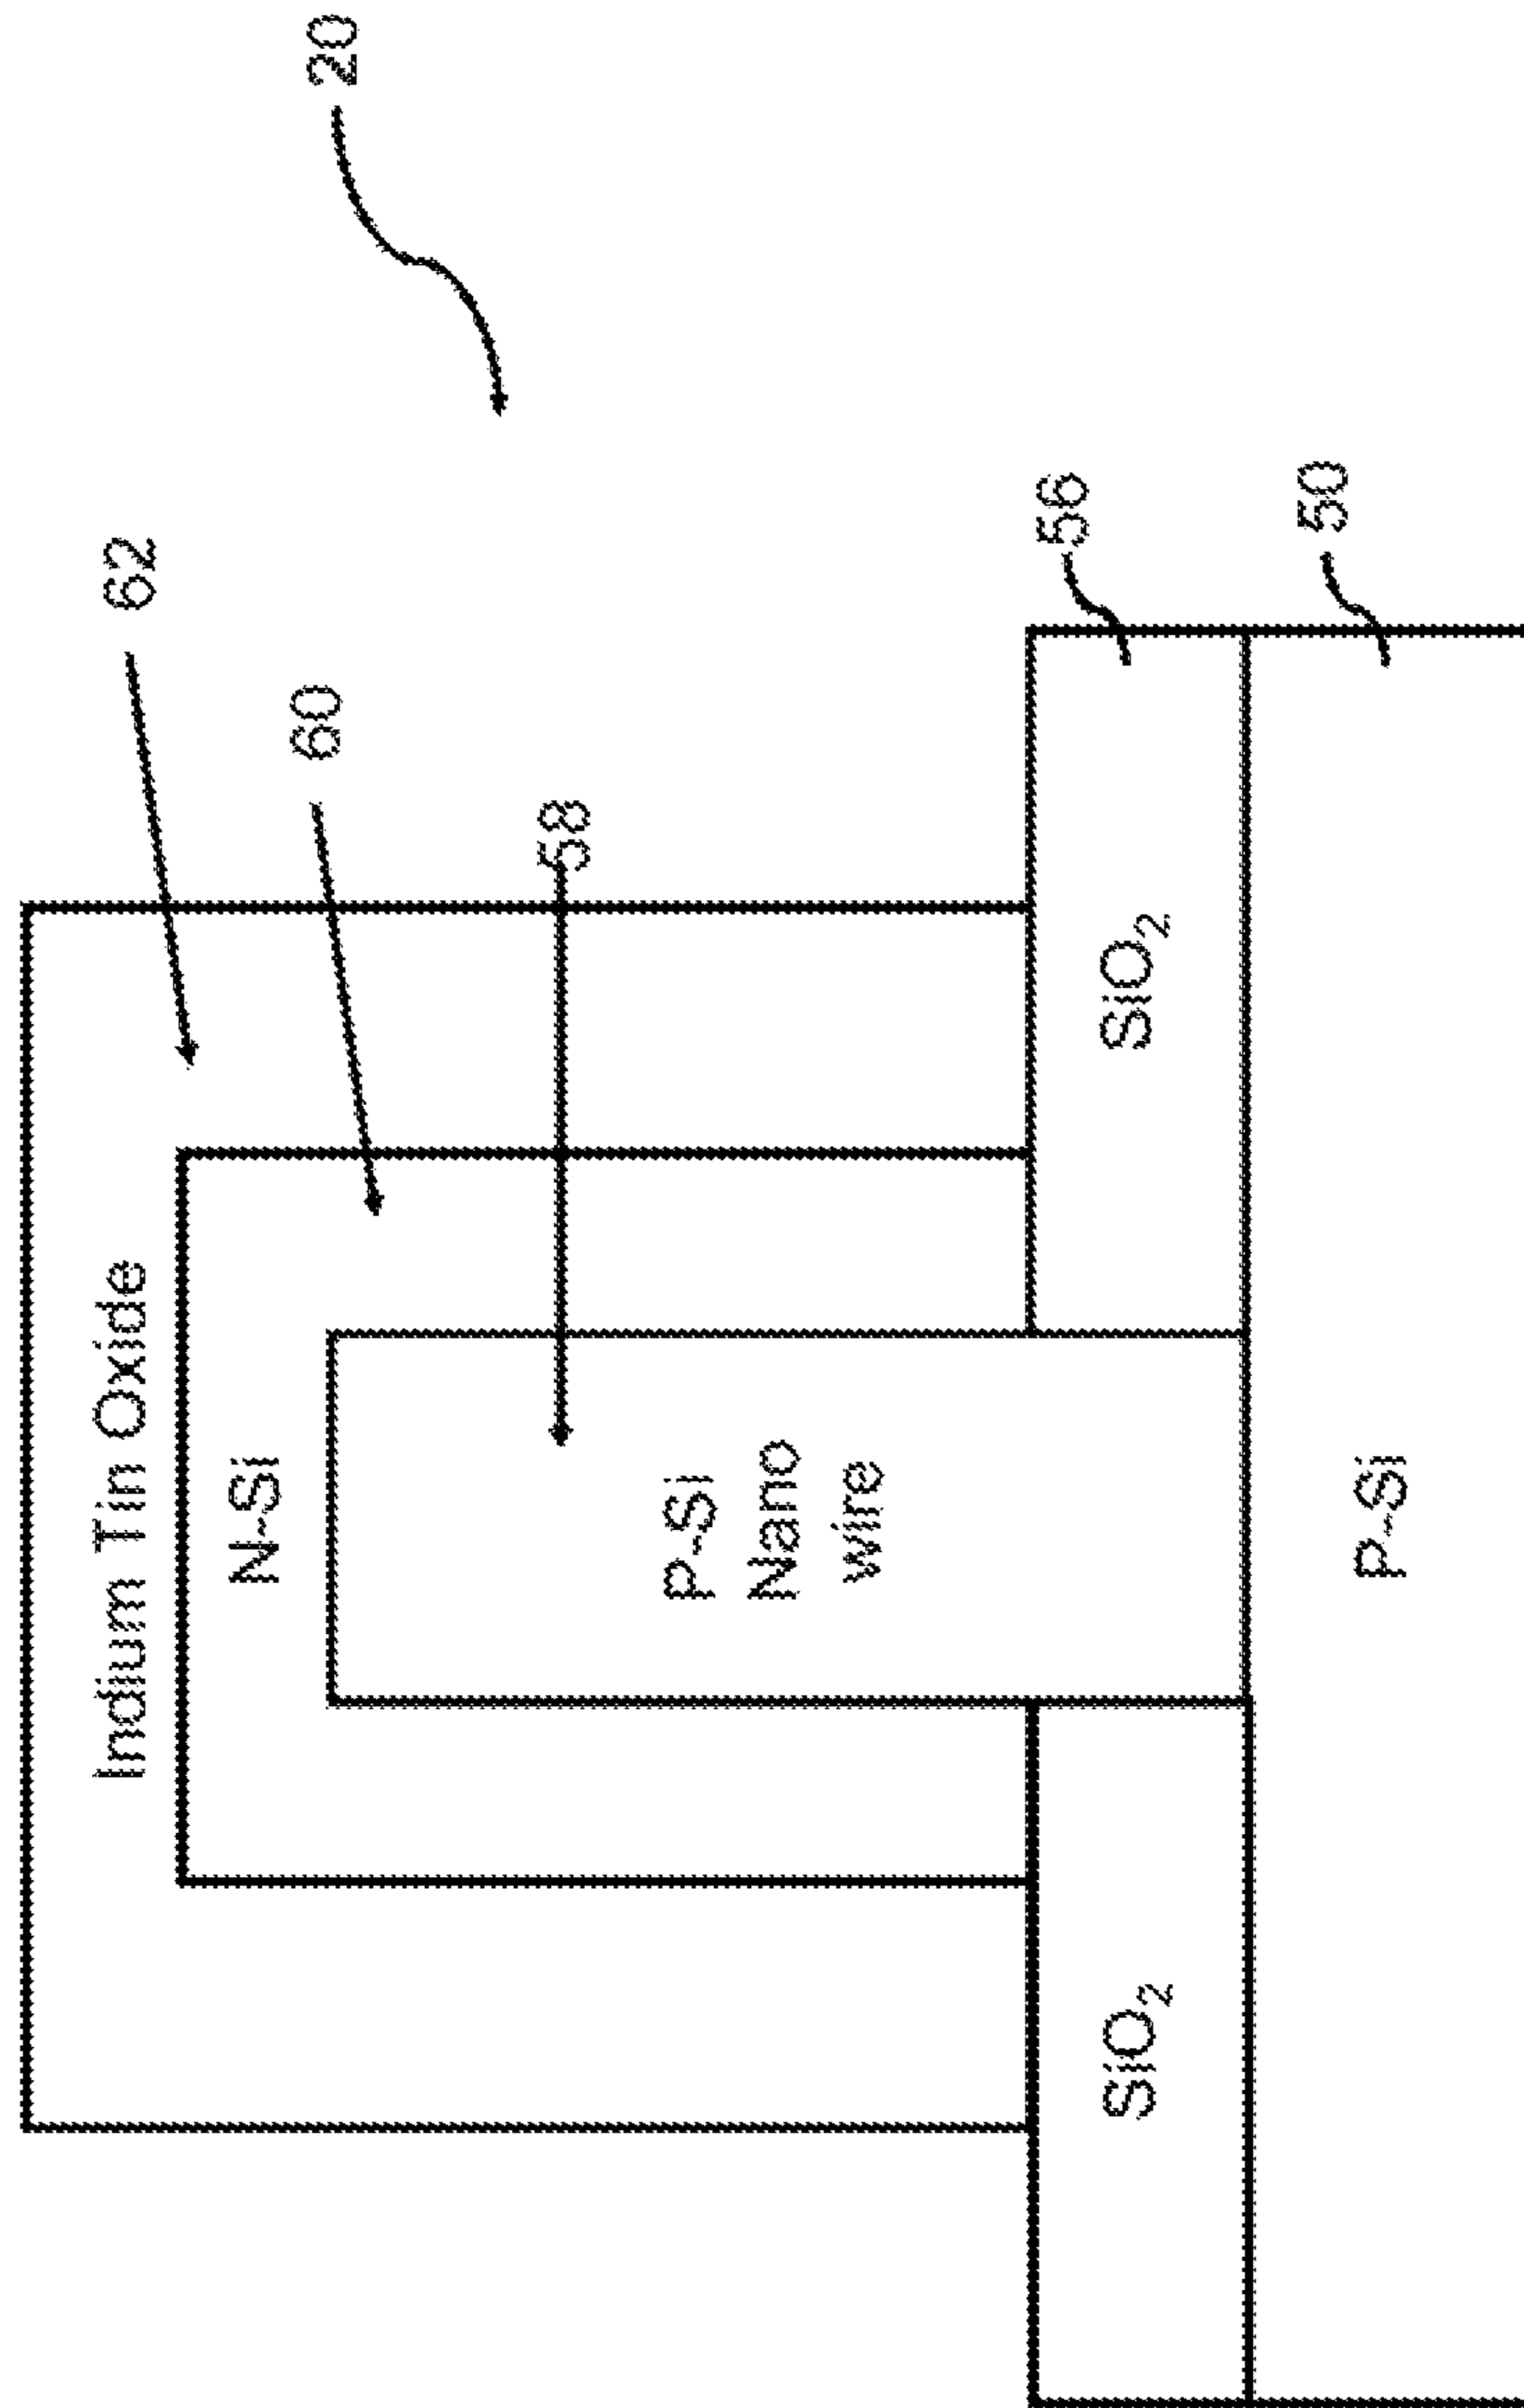 20
62
60
58
56
50
Indium Tin Oxide
N-Si
P-Si
Nano
wire
SiO₂
SiO₂
P-Si